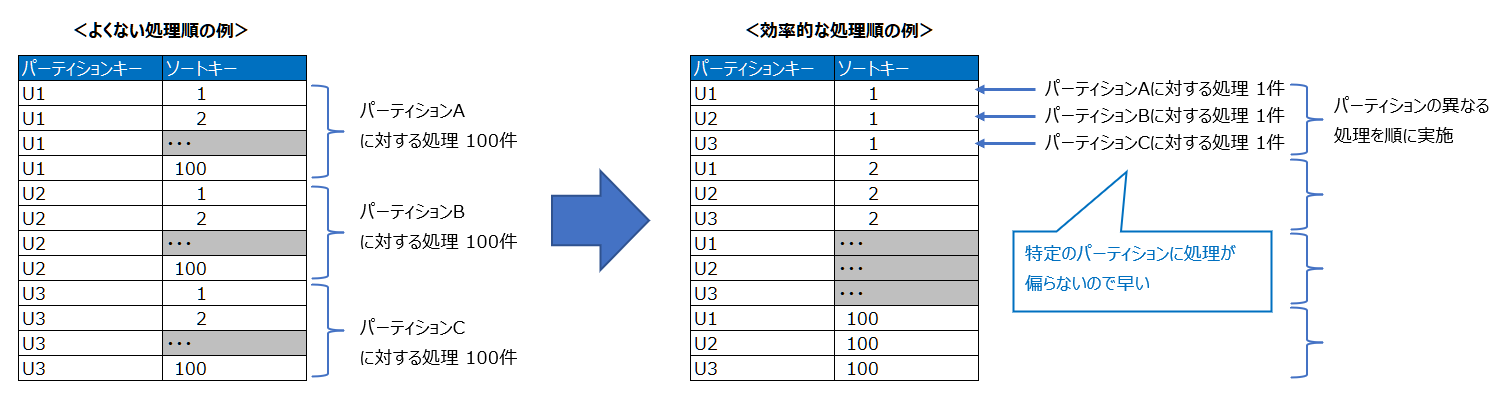 ＜よくない処理順の例＞
パーティションキー ソートキー
U1 1
U1 2
U1 ・・・
U1 100
U2 1
U2 2
U2 ・・・
U2 100
U3 1
U3 2
U3 ・・・
U3 100
パーティションA
に対する処理 100件
パーティションB
に対する処理 100件
パーティションC
に対する処理 100件
＜効率的な処理順の例＞
パーティションキー ソートキー
U1 1
U2 1
U3 1
U1 2
U2 2
U3 2
U1 ・・・
U2 ・・・
U3 ・・・
U1 100
U2 100
U3 100
パーティションAに対する処理 1件
パーティションBに対する処理 1件
パーティションCに対する処理 1件
パーティションの異なる
処理を順に実施
特定のパーティションに処理が
偏らないので早い